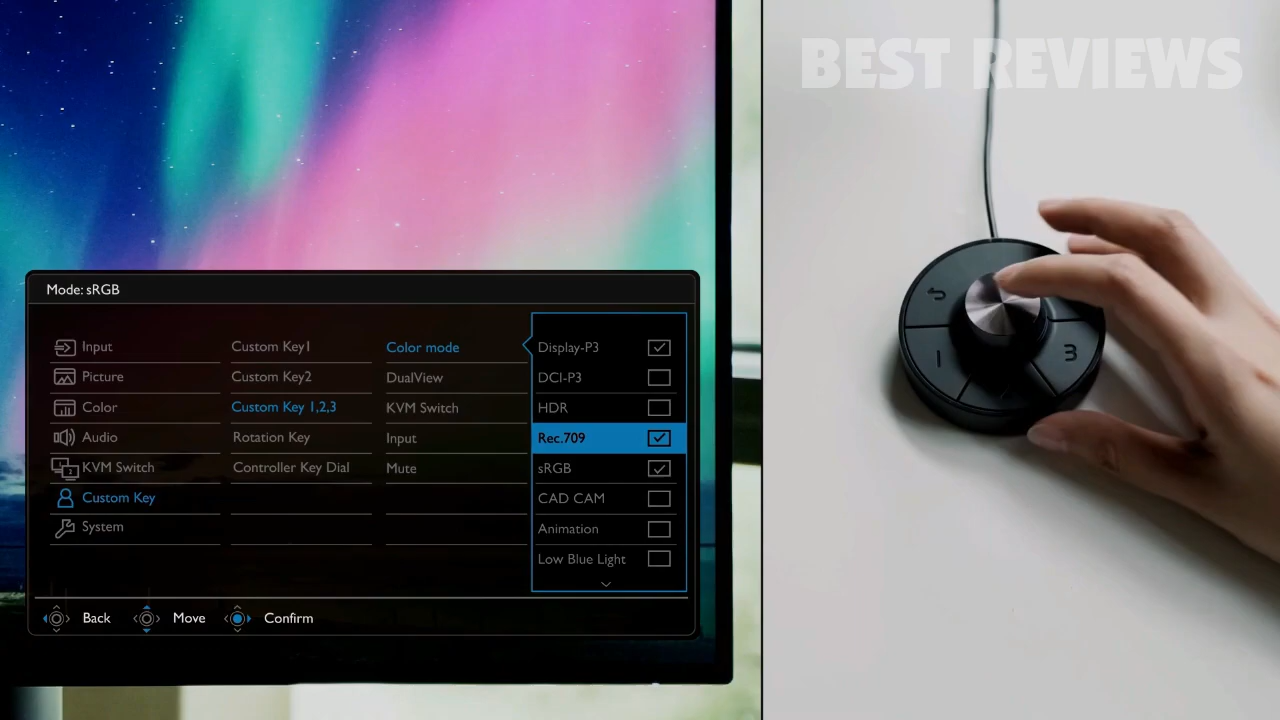 BEST REVIEWS
Mode: sRGB
Input
Picture
Color
Audio
KVM Switch
Custom Key
System
Custom Key1
Custom Key2
Custom Key 1,2,3
Rotation Key
Controller Key Dial
Color mode
DualView
KVM Switch
Input
Mute
Display-P3
DCI-P3
HDR
Rec.709
sRGB
CAD CAM
Animation
Low Blue Light
Back
Move
Confirm
1
3